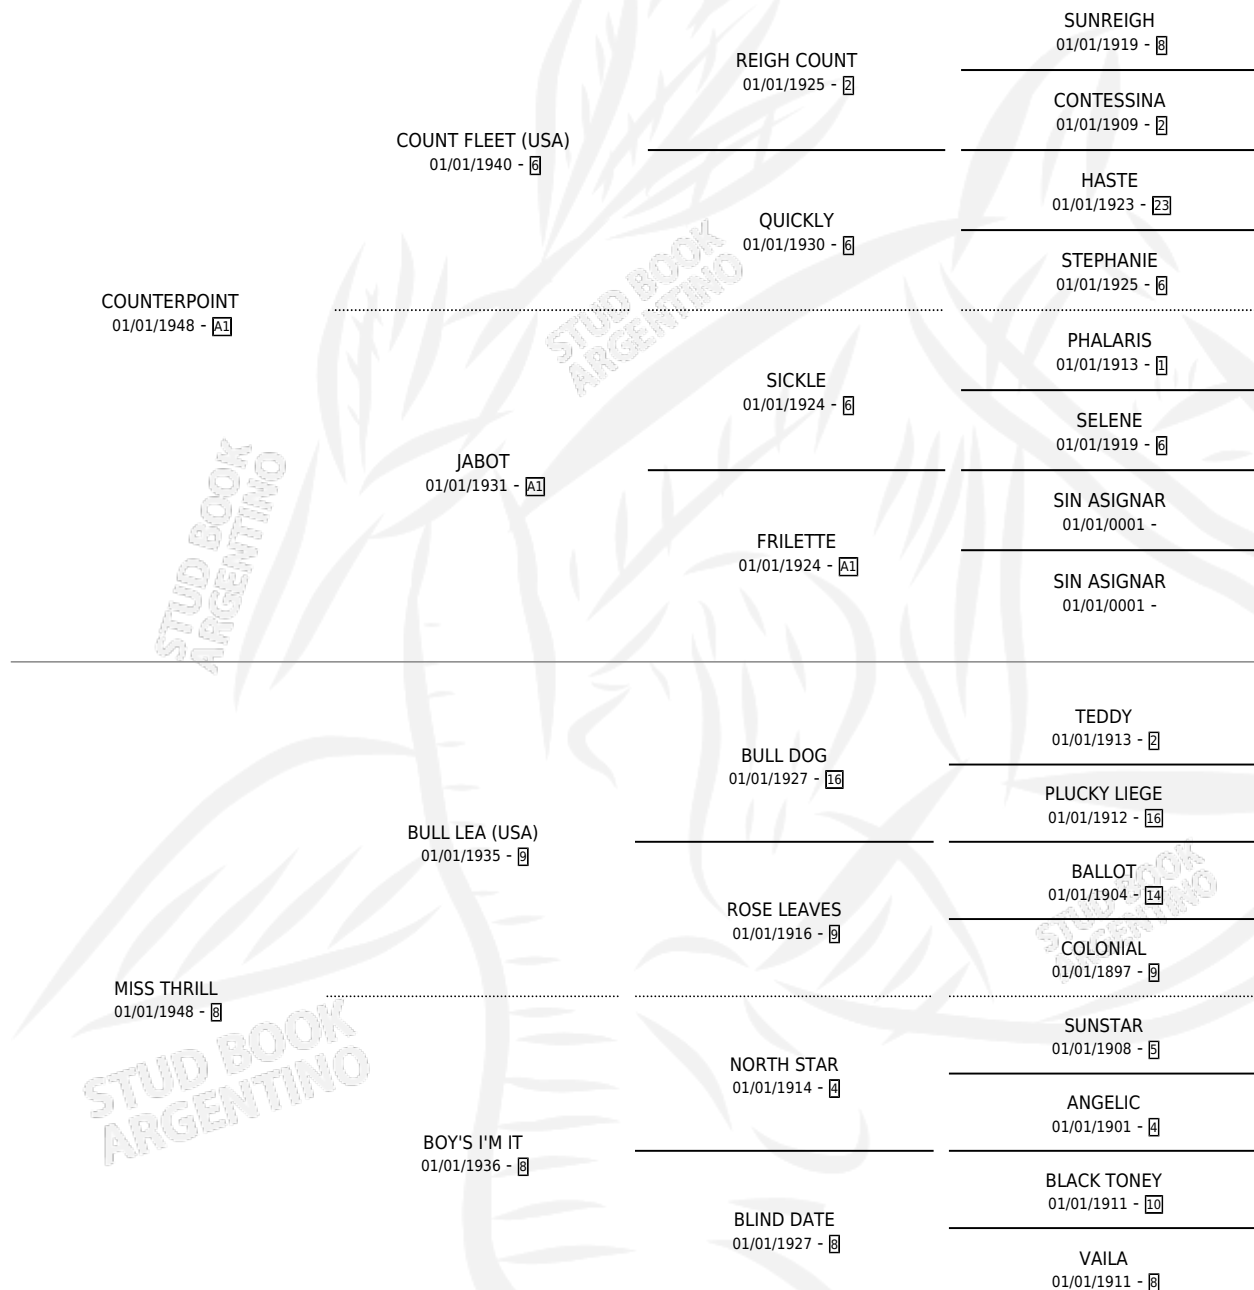 SUNREIGH
01/01/1919 - 8
REIGH COUNT
01/01/1925 - 2
CONTESSINA
01/01/1909 - 2
COUNT FLEET (USA)
01/01/1940 - 6
HASTE
01/01/1923 - 23
QUICKLY
01/01/1930 - 6
STEPHANIE
01/01/1925 - 6
COUNTERPOINT
01/01/1948 - A1
STUD BOOK
ARGENTINO
PHALARIS
01/01/1913 - 1
SICKLE
01/01/1924 - 6
SELENE
01/01/1919 - 6
JABOT
01/01/1931 - A1
SIN ASIGNAR
01/01/0001 -
FRILETTE
01/01/1924 - A1
SIN ASIGNAR
01/01/0001 -
STUD BOOK
ARGENTINO
TEDDY
01/01/1913 - 2
BULL DOG
01/01/1927 - 16
PLUCKY LIEGE
01/01/1912 - 16
BULL LEA (USA)
01/01/1935 - 9
BALLOT
01/01/1904 - 14
ROSE LEAVES
01/01/1916 - 9
STUD BOOK
ARGENTINO
COLONIAL
01/01/1897 - 9
MISS THRILL
01/01/1948 - 8
STUD BOOK
ARGENTINO
SUNSTAR
01/01/1908 - 5
NORTH STAR
01/01/1914 - 4
ANGELIC
01/01/1901 - 4
BOY'S I'M IT
01/01/1936 - 8
BLACK TONEY
01/01/1911 - 10
BLIND DATE
01/01/1927 - 8
VAILA
01/01/1911 - 8